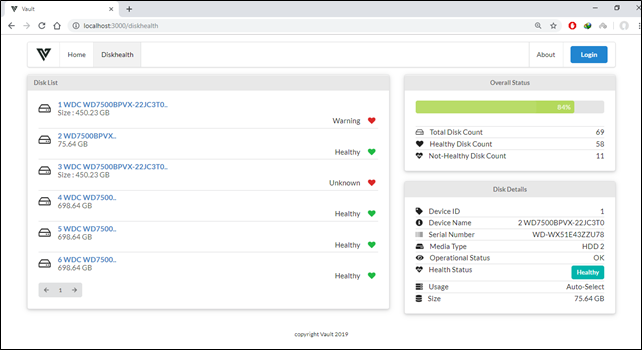 Vault
localhost:3000/diskhealth
Home
Diskhealth
About
Login
Disk List
1 WDC WD7500BPVX-22JC3T0..
Size : 450.23 GB
Warning
2 WD7500BPVX..
75.64 GB
Healthy
3 WDC WD7500BPVX-22JC3T0..
Size : 450.23 GB
Unknown
4 WDC WD7500..
698.64 GB
Healthy
5 WDC WD7500..
698.64 GB
Healthy
6 WDC WD7500..
698.64 GB
Healthy
1
Overall Status
84%
Total Disk Count 69
Healthy Disk Count 58
Not-Healthy Disk Count 11
Disk Details
Device ID 1
Device Name 2 WD7500BPVX-22JC3T0
Serial Number WD-WX51E43ZZU78
Media Type HDD 2
Operational Status OK
Health Status Healthy
Usage Auto-Select
Size 75.64 GB
copyright Vault 2019